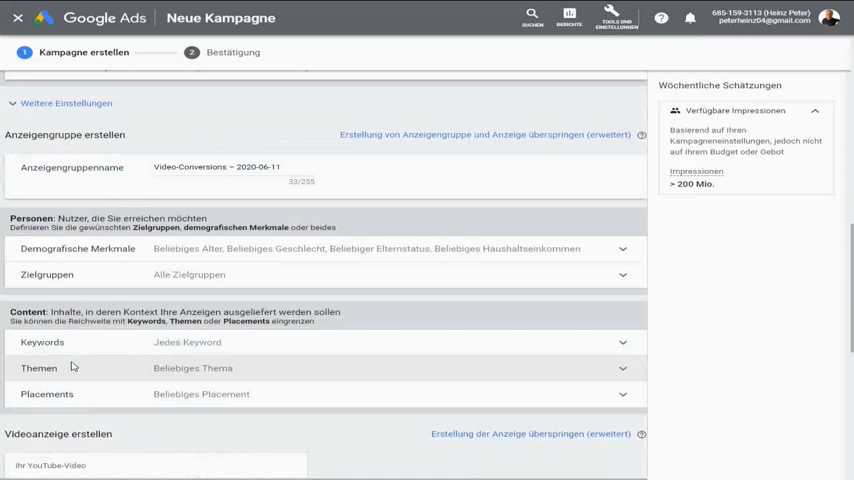 Google Ads
Neue Kampagne
SUCHEN
BERICHTE
TOOLS UND
EINSTELLUNGEN
685-159-3113 (Heinz Peter)
peterheinz04@gmail.com
1 Kampagne erstellen
2 Bestätigung
Weitere Einstellungen
Anzeigengruppe erstellen
Erstellung von Anzeigengruppe und Anzeige überspringen (erweitert)
Anzeigengruppenname
Video-Conversions – 2020-06-11
33/255
Personen: Nutzer, die Sie erreichen möchten
Definieren Sie die gewünschten Zielgruppen, demografischen Merkmale oder beides
Demografische Merkmale
Beliebiges Alter, Beliebiges Geschlecht, Beliebiger Elternstatus, Beliebiges Haushaltseinkommen
Zielgruppen
Alle Zielgruppen
Content: Inhalte, in deren Kontext Ihre Anzeigen ausgeliefert werden sollen
Sie können die Reichweite mit Keywords, Themen oder Placements eingrenzen
Keywords
Jedes Keyword
Themen
Beliebiges Thema
Placements
Beliebiges Placement
Videoanzeige erstellen
Erstellung der Anzeige überspringen (erweitert)
Ihr YouTube-Video
Wöchentliche Schätzungen
Verfügbare Impressionen
Basierend auf Ihren
Kampagneneinstellungen, jedoch nicht
auf Ihrem Budget oder Gebot
Impressionen
> 200 Mio.